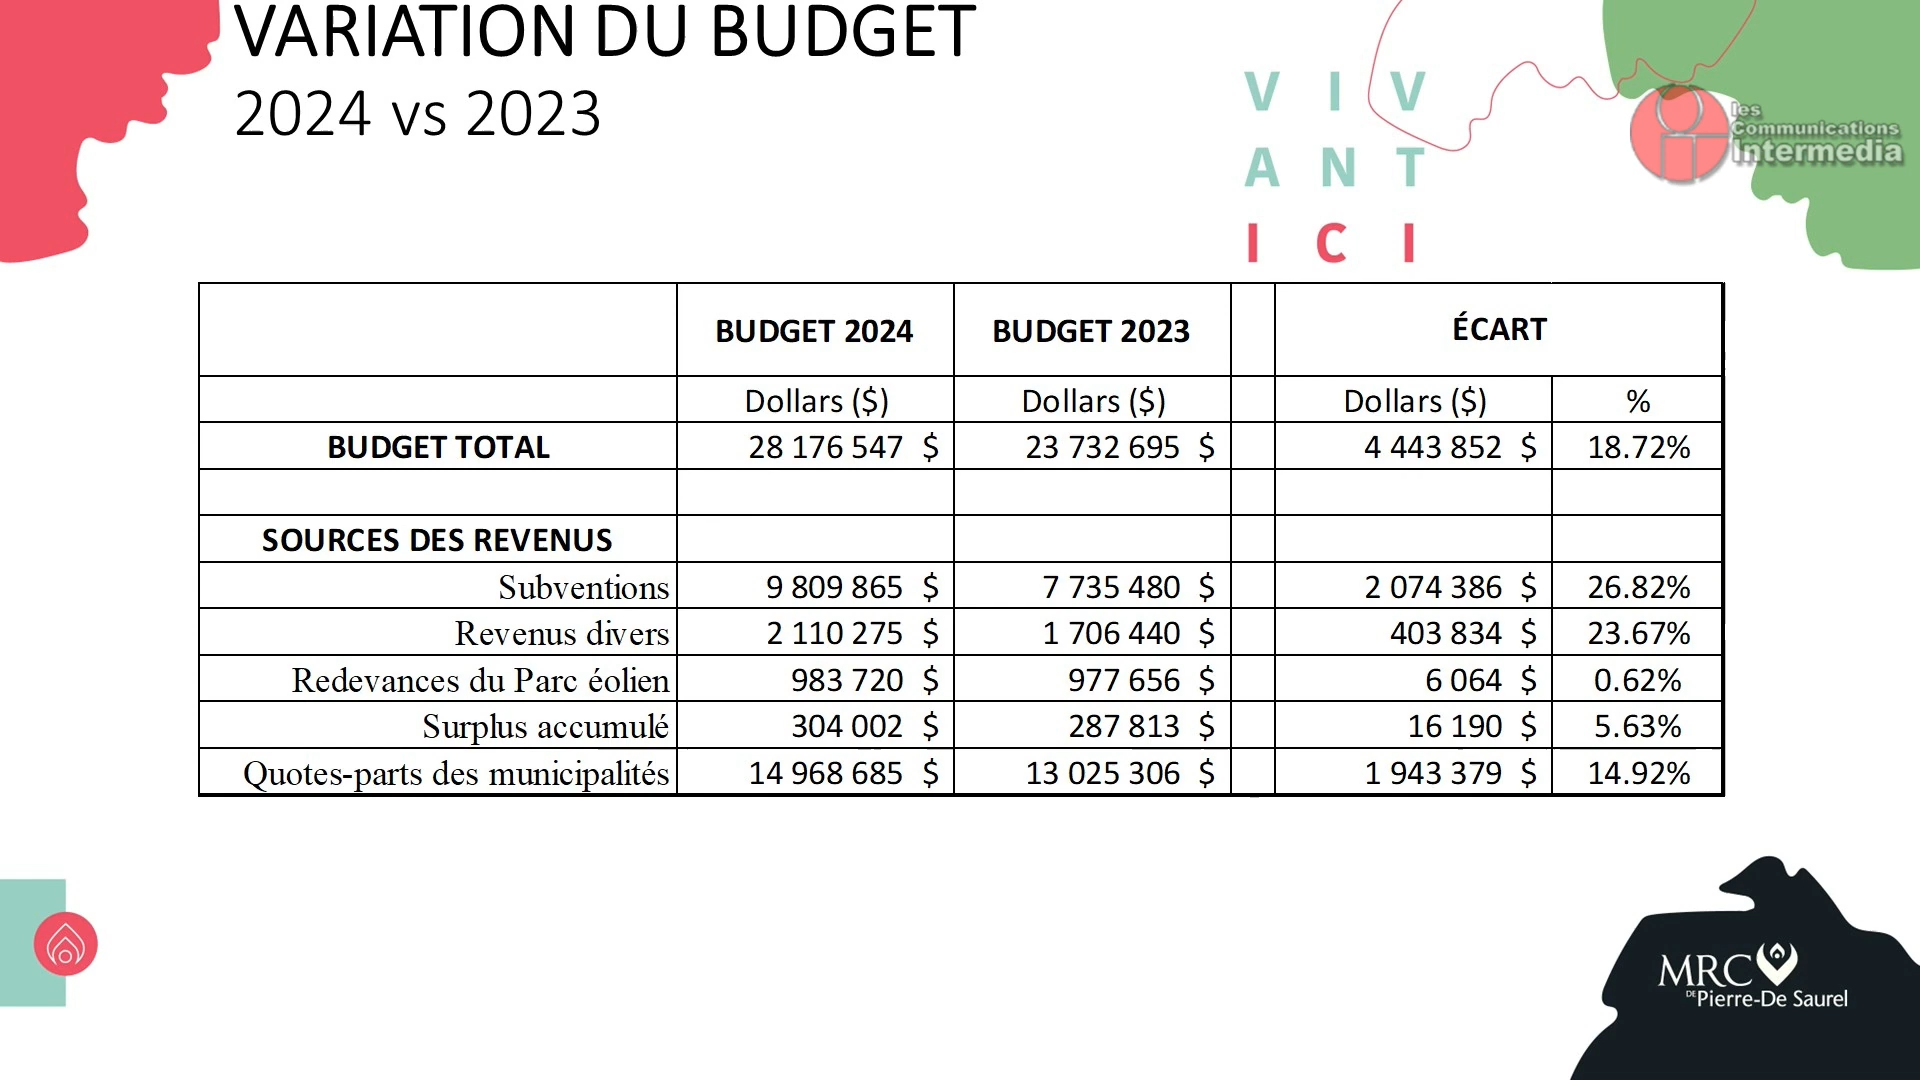 VARIATION DU BUDGET
2024 vs 2023
V I V
A N T
I C I
les
Communications
Intermedia
BUDGET 2024 BUDGET 2023 ÉCART
Dollars ($) Dollars ($) Dollars ($) %
BUDGET TOTAL 28 176 547 $ 23 732 695 $ 4 443 852 $ 18.72%
SOURCES DES REVENUS
Subventions 9 809 865 $ 7 735 480 $ 2 074 386 $ 26.82%
Revenus divers 2 110 275 $ 1 706 440 $ 403 834 $ 23.67%
Redevances du Parc éolien 983 720 $ 977 656 $ 6 064 $ 0.62%
Surplus accumulé 304 002 $ 287 813 $ 16 190 $ 5.63%
Quotes-parts des municipalités 14 968 685 $ 13 025 306 $ 1 943 379 $ 14.92%
MRC
DE Pierre-De Saurel